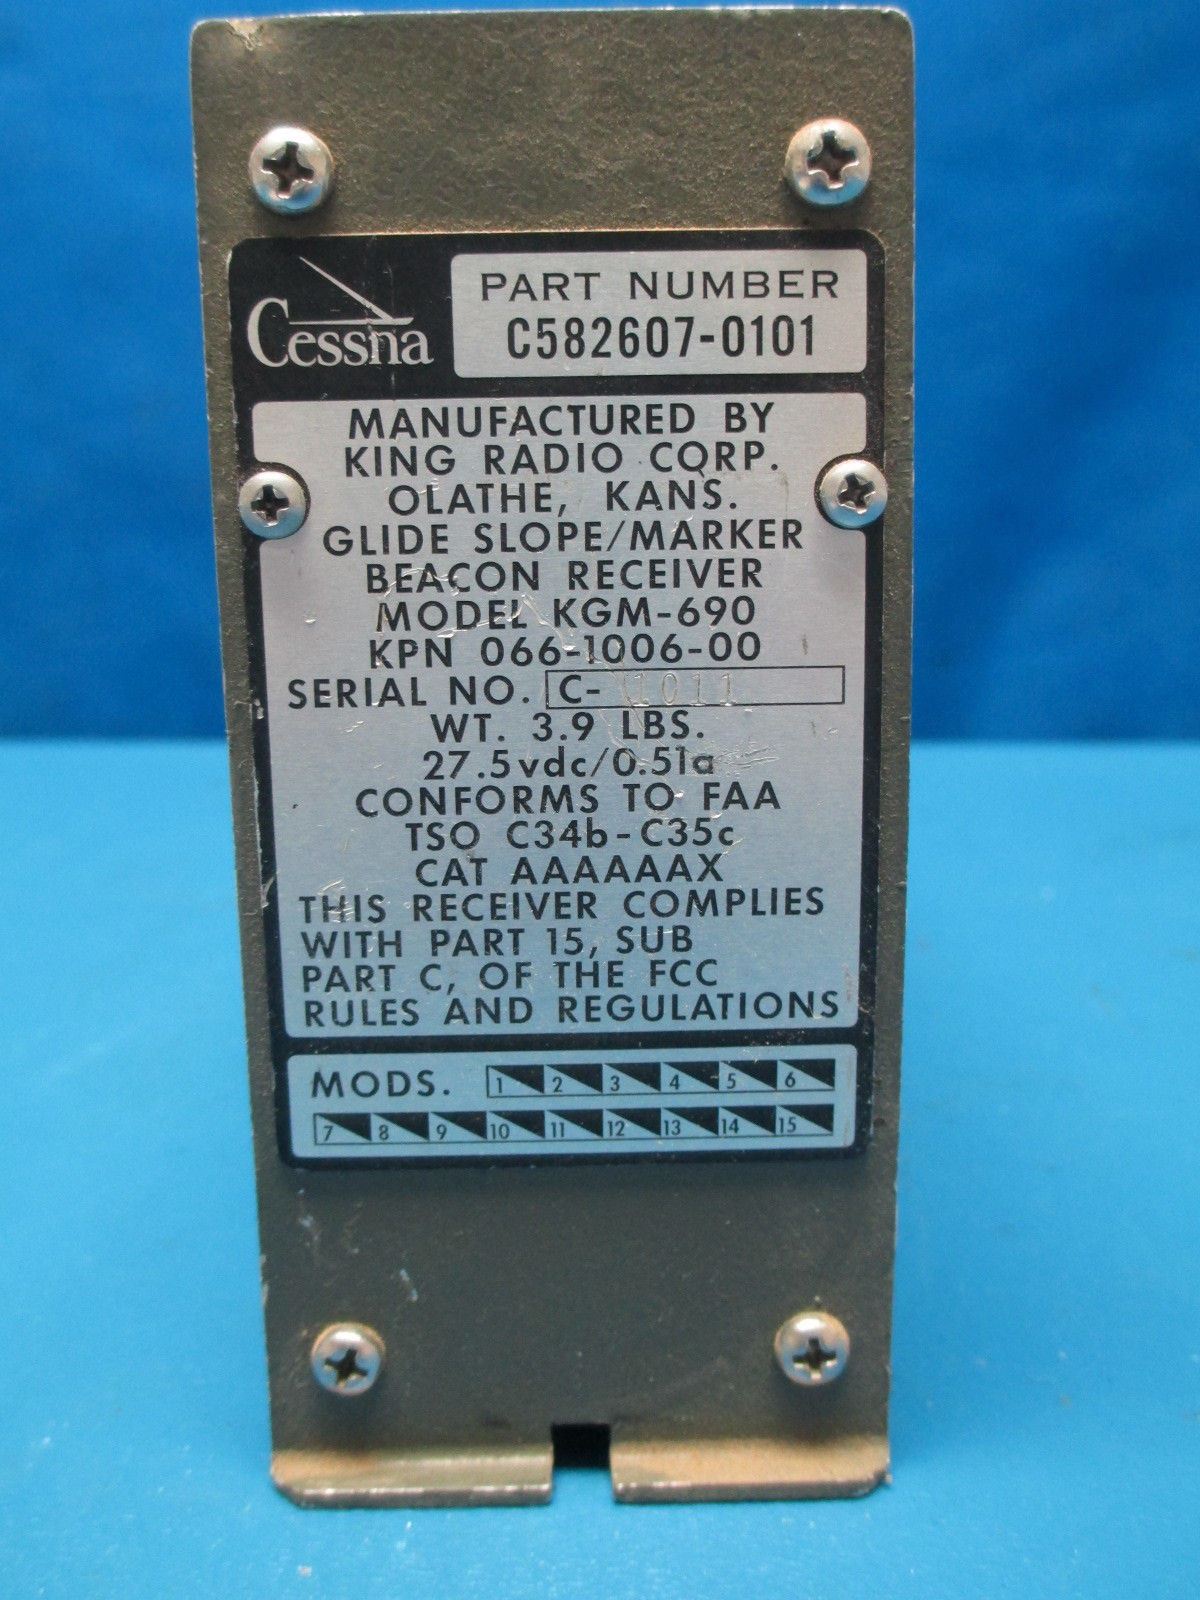 Cessna
PART NUMBER
C582607-0101
MANUFACTURED BY
KING RADIO CORP.
OLATHE, KANS.
GLIDE SLOPE/MARKER
BEACON RECEIVER
MODEL KGM-690
KPN 066-1006-00
SERIAL NO. C- 1011
WT. 3.9 LBS.
27.5vdc/0.51a
CONFORMS TO FAA
TSO C34b-C35c
CAT AAAAAAX
THIS RECEIVER COMPLIES
WITH PART 15, SUB
PART C, OF THE FCC
RULES AND REGULATIONS
MODS. 1 2 3 4 5 6
7 8 9 10 11 12 13 14 15